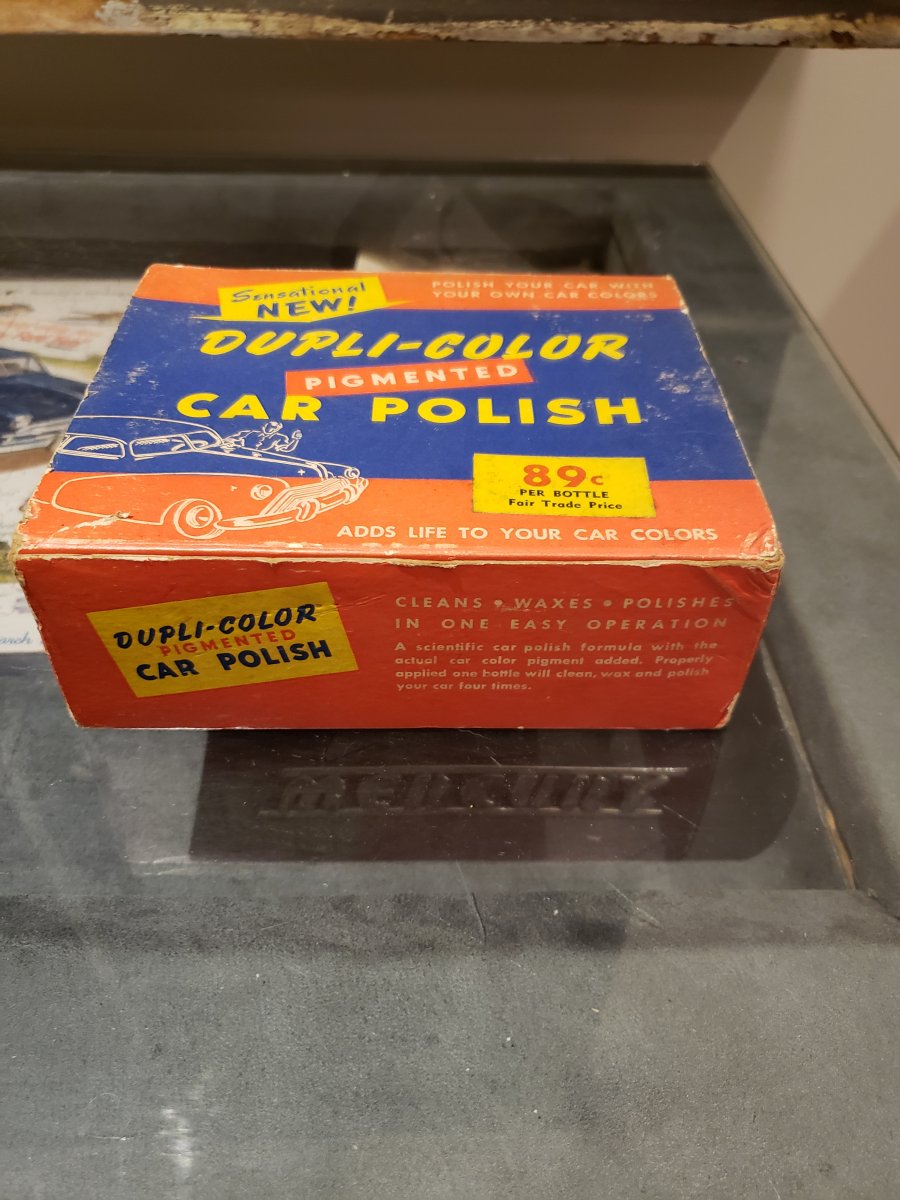 Sensational
NEW!
POLISH YOUR CAR WITH
YOUR OWN CAR COLORS
DUPLI-COLOR
PIGMENTED
CAR POLISH
89c
PER BOTTLE
Fair Trade Price
ADDS LIFE TO YOUR CAR COLORS
DUPLI-COLOR
PIGMENTED
CAR POLISH
CLEANS • WAXES • POLISHES
IN ONE EASY OPERATION
A scientific car polish formula with the
actual car color pigment added. Properly
applied one bottle will clean, wax and polish
your car four times.
MERCURY